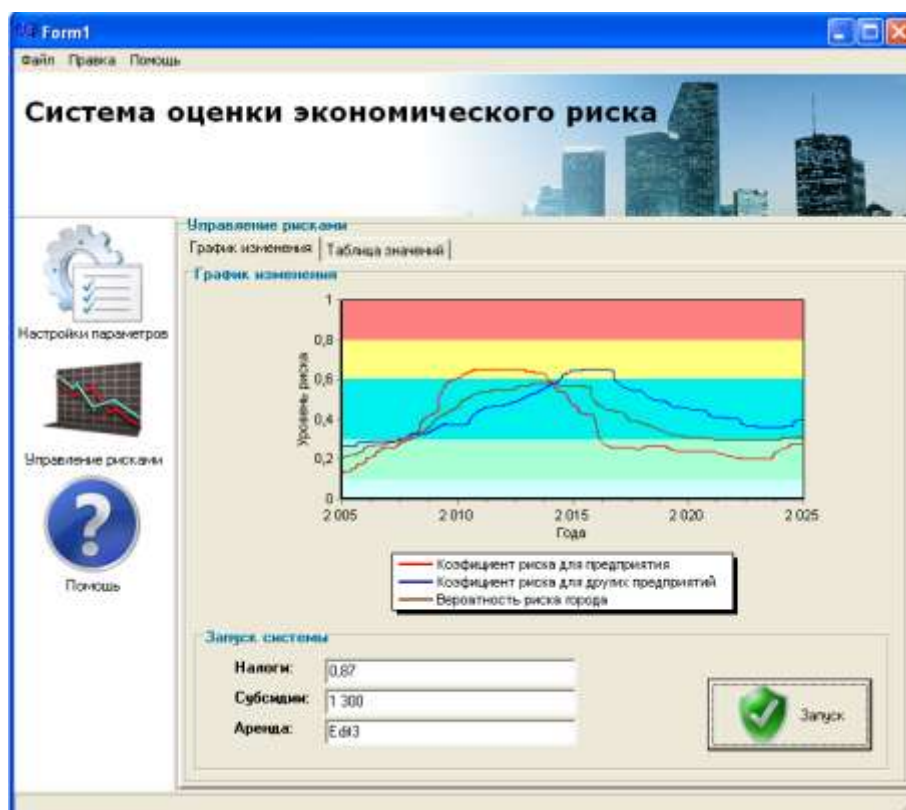 Form1
Файл Правка Помощь
Система оценки экономического риска
Управление рисками
График изменения Таблица значений
График изменения
Настройки параметров
Управление рисками
Помощь
Уровень риска
1
0,8
0,6
0,4
0,2
0
2 005 2 010 2 015 2 020 2 025
Года
Коэфициент риска для предприятия
Коэфициент риска для других предприятий
Вероятность риска города
Запуск системы
Налоги: 0,87
Субсидии: 1 300
Аренда: Edit3
Запуск